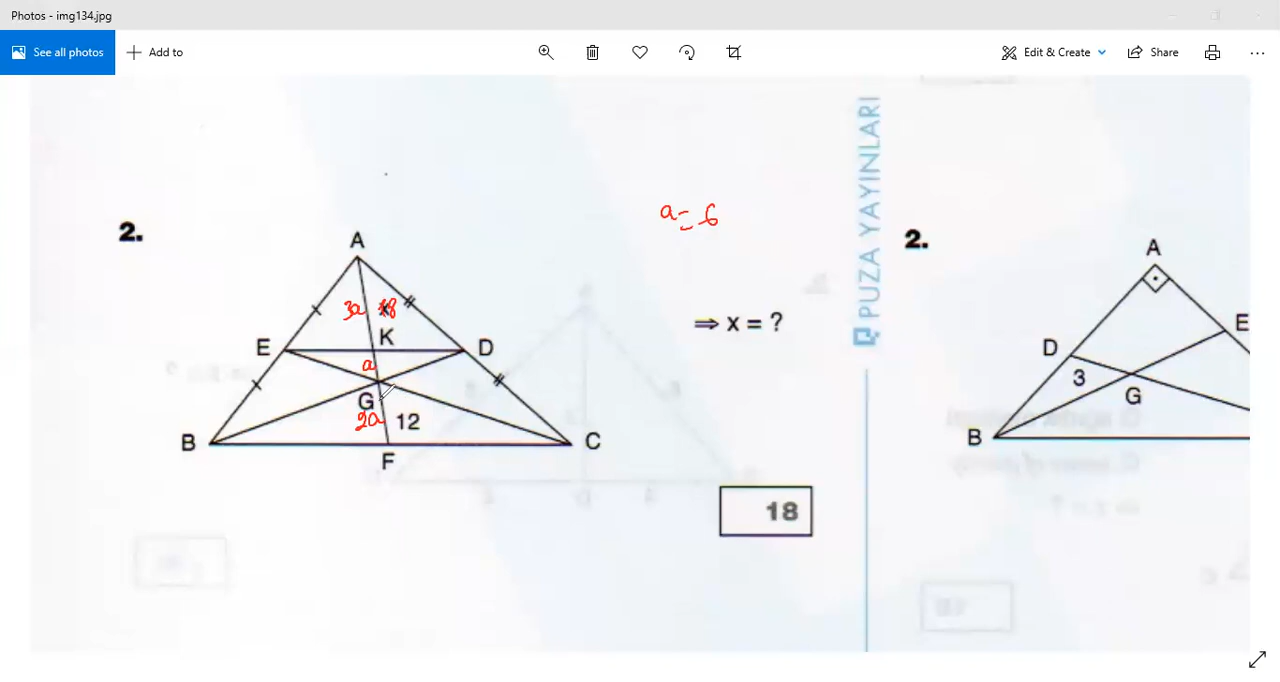 Photos - img134.jpg
See all photos
Add to
Edit & Create
Share
PUZA YAYINLARI
a = 6
2.
A
3a
18
K
E
D
a
G
2a
12
B
F
C
⇒ x = ?
18
2.
A
D
E
3
G
B